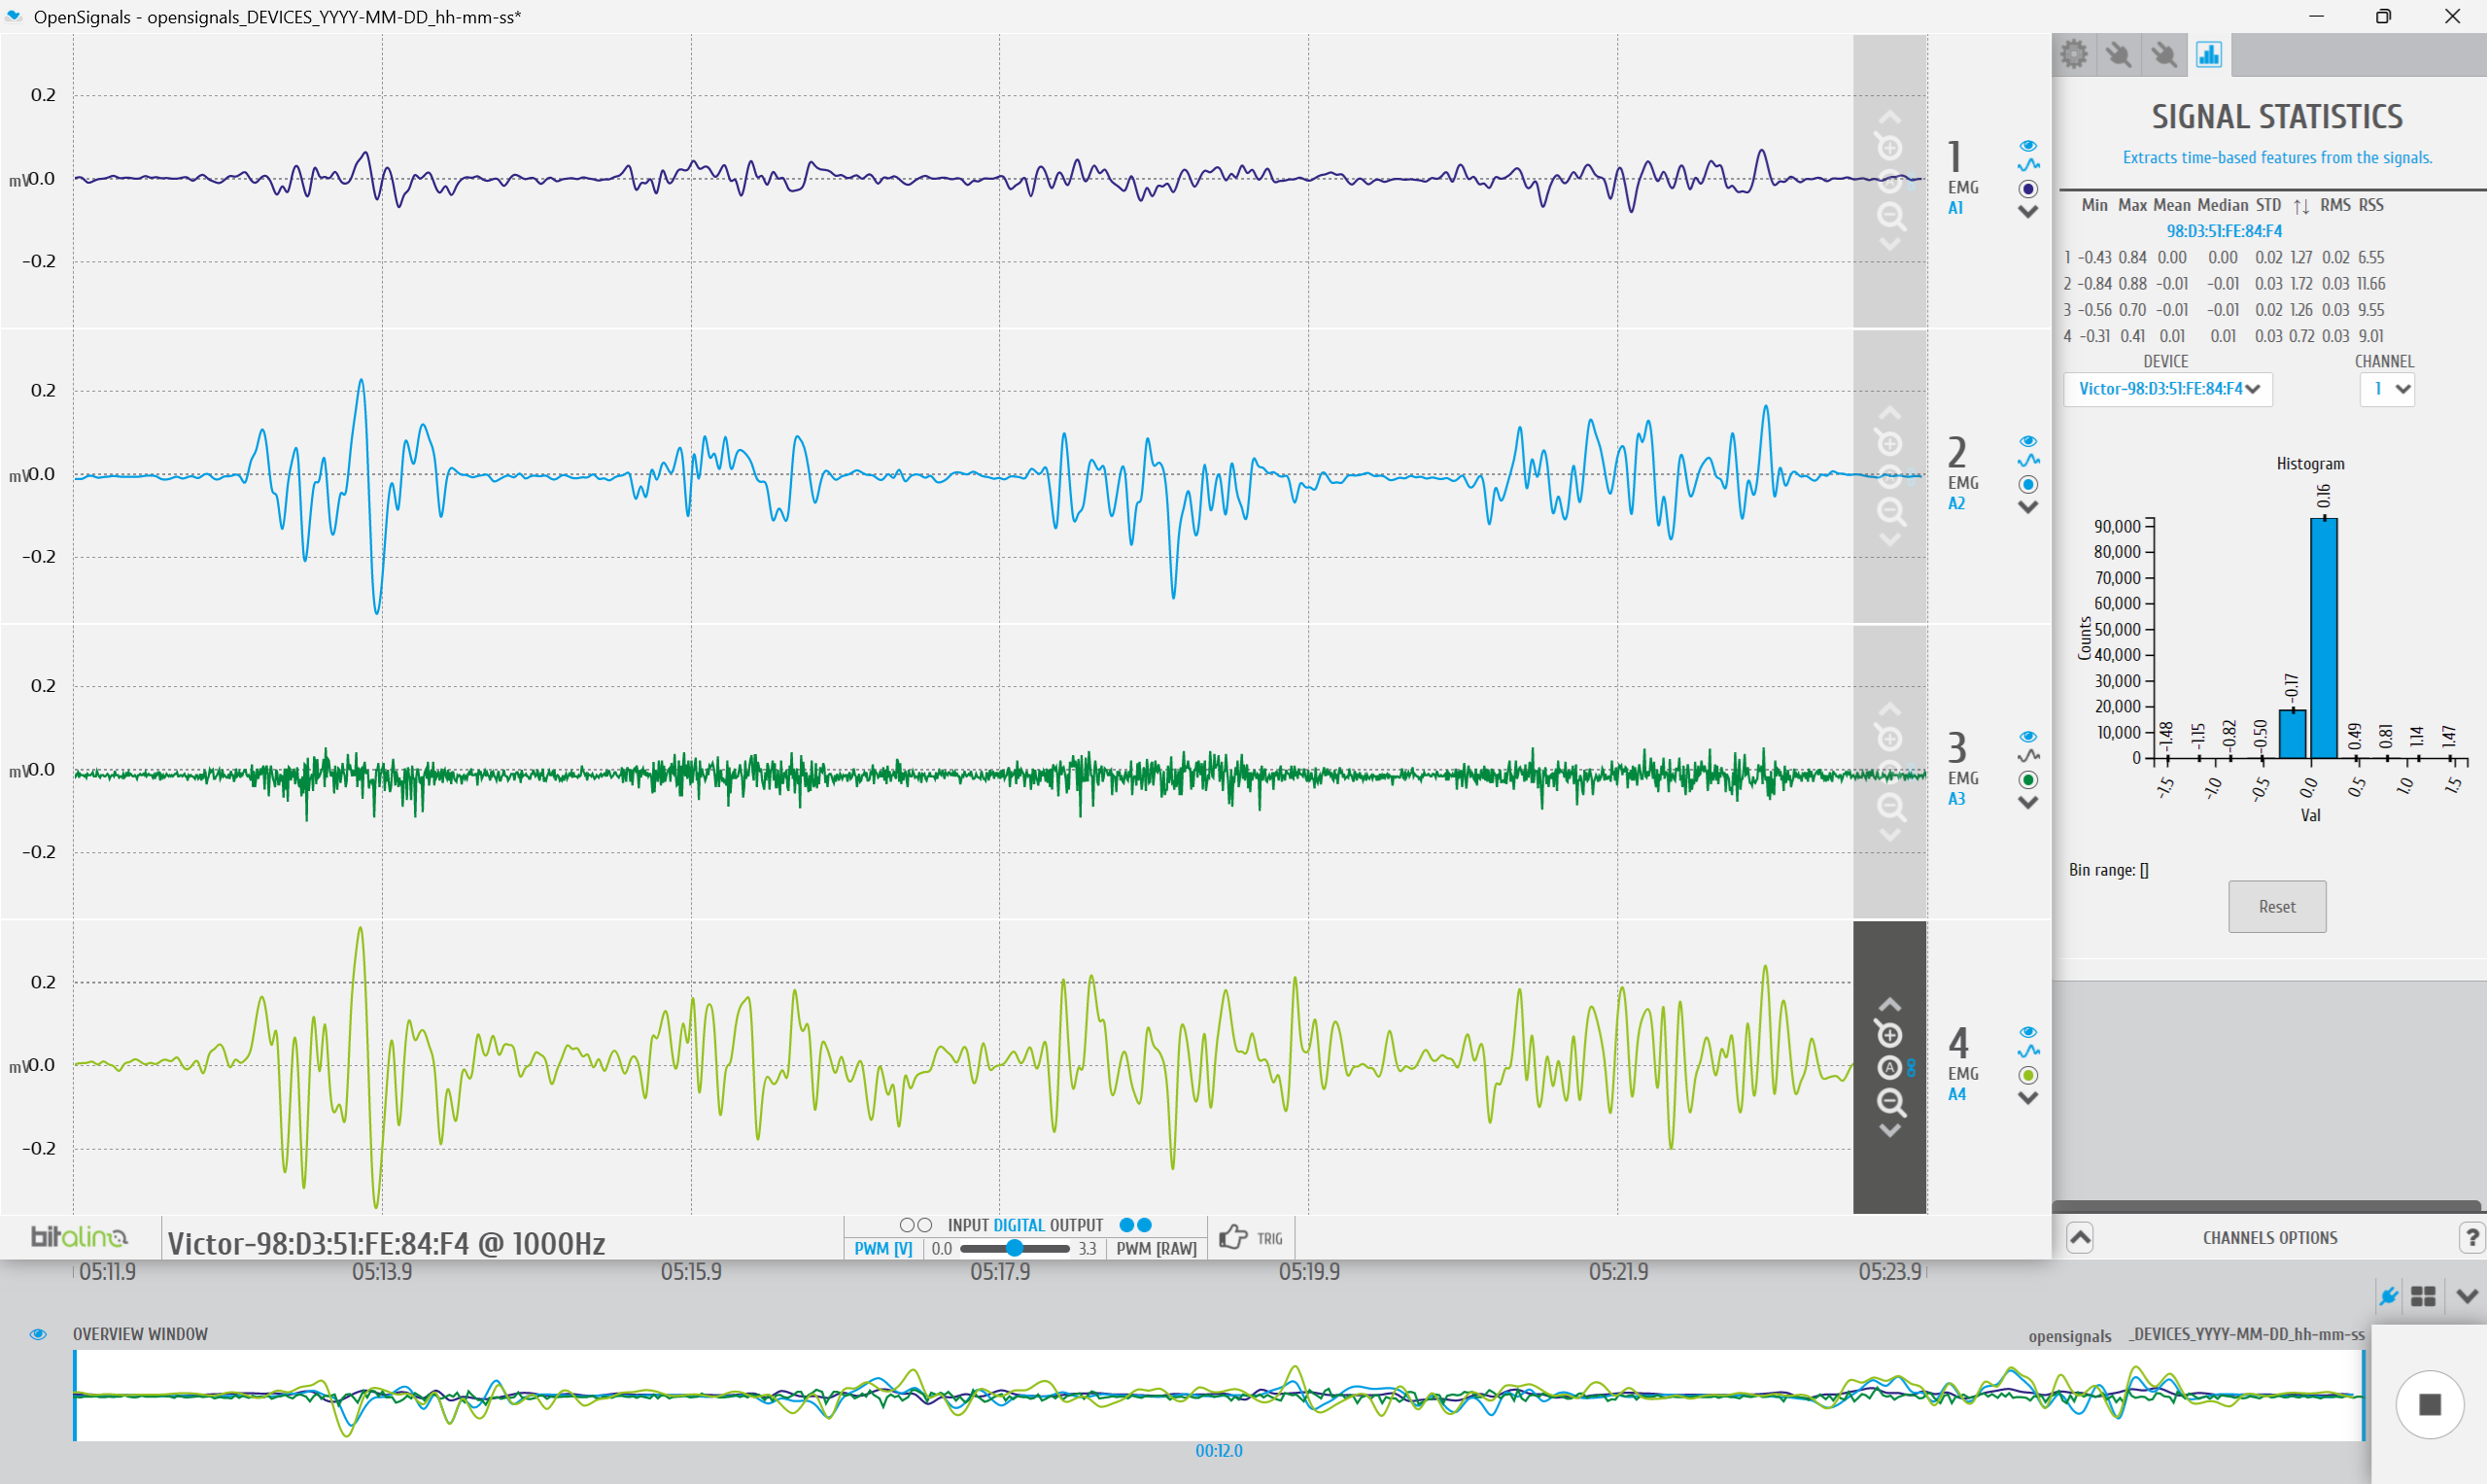 OpenSignals - opensignals_DEVICES_YYYY-MM-DD_hh-mm-ss*
0.2
mV 0.0
-0.2
1
EMG
A1
0.2
mV 0.0
-0.2
2
EMG
A2
0.2
mV 0.0
-0.2
3
EMG
A3
0.2
mV 0.0
-0.2
A
4
EMG
A4
SIGNAL STATISTICS
Extracts time-based features from the signals.
Min Max Mean Median STD ↑↓ RMS RSS
98:D3:51:FE:84:F4
1 -0.43 0.84 0.00 0.00 0.02 1.27 0.02 6.55
2 -0.84 0.88 -0.01 -0.01 0.03 1.72 0.03 11.66
3 -0.56 0.70 -0.01 -0.01 0.02 1.26 0.03 9.55
4 -0.31 0.41 0.01 0.01 0.03 0.72 0.03 9.01
DEVICE CHANNEL
Victor-98:D3:51:FE:84:F4 1
Histogram
90,000
80,000
70,000
60,000
50,000
40,000
30,000
20,000
10,000
0
Counts
-1.48 -1.15 -0.82 -0.50 -0.17 0.16 0.49 0.81 1.14 1.47
-1.5 -1.0 -0.5 0.0 0.5 1.0 1.5
Val
Bin range: []
Reset
CHANNELS OPTIONS ?
bitalino
Victor-98:D3:51:FE:84:F4 @ 1000Hz
INPUT DIGITAL OUTPUT
PWM [V] 0.0 3.3 PWM [RAW]
TRIG
05:11.9 05:13.9 05:15.9 05:17.9 05:19.9 05:21.9 05:23.9
OVERVIEW WINDOW
opensignals _DEVICES_YYYY-MM-DD_hh-mm-ss
00:12.0